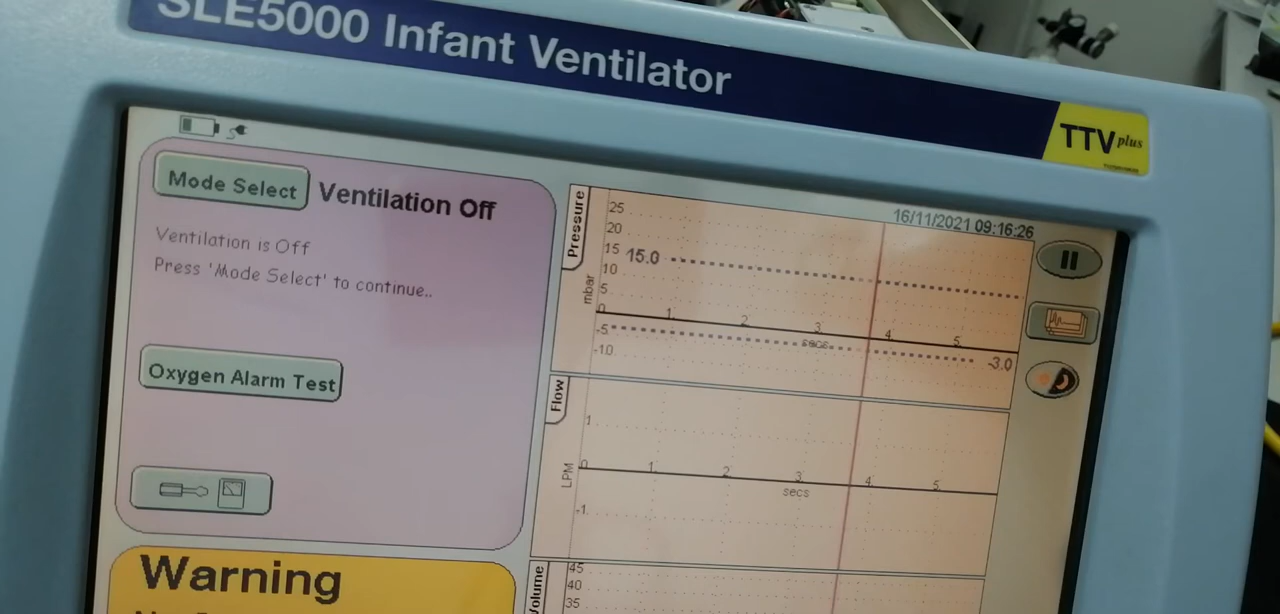 SLE5000 Infant Ventilator
TTV plus
Mode Select
Ventilation Off
Ventilation is Off
Press 'Mode Select' to continue..
Oxygen Alarm Test
Warning
16/11/2021 09:16:26
Pressure
mbar
25
20
15
10
5
0
-5
-10
15.0
1
2
3
4
5
secs
-3.0
Flow
LPM
1
0
-1
1
2
3
4
5
secs
Volume
45
40
35